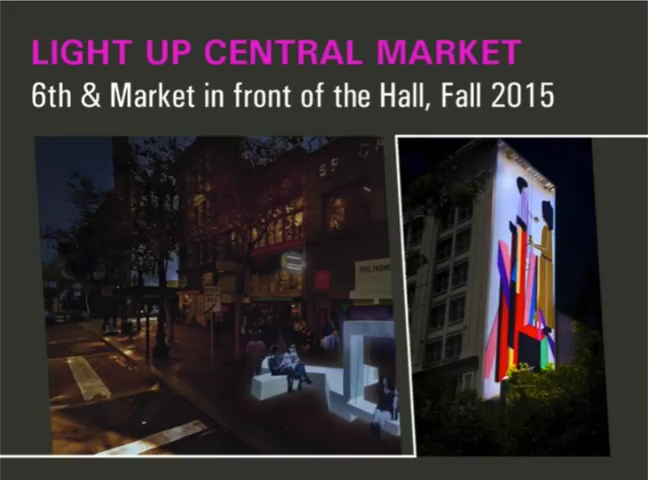 LIGHT UP CENTRAL MARKET
6th & Market in front of the Hall, Fall 2015